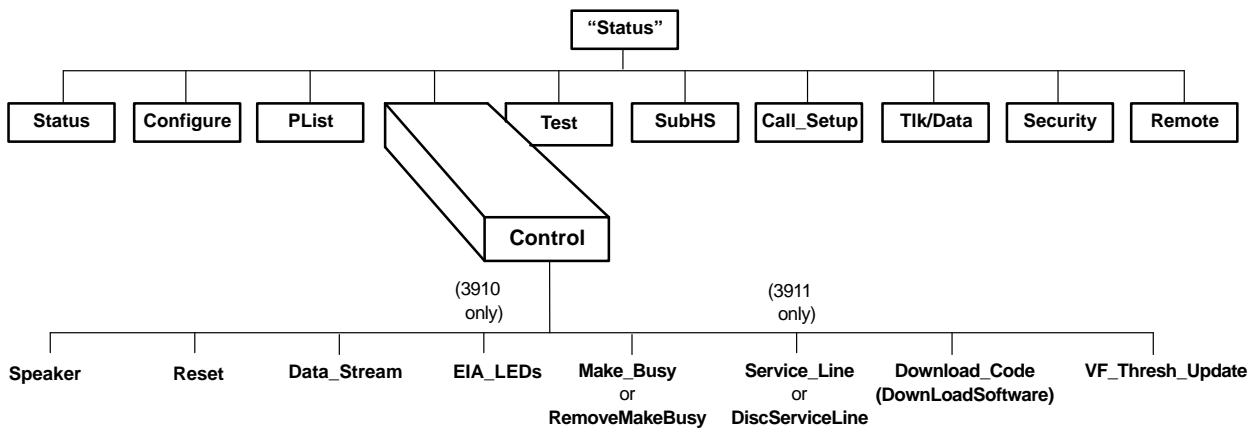 “Status”
Status
Configure
PList
Test
SubHS
Call_Setup
Tlk/Data
Security
Remote
Control
(3910
only)
(3911
only)
Speaker
Reset
Data_Stream
EIA_LEDs
Make_Busy
or
RemoveMakeBusy
Service_Line
or
DiscServiceLine
Download_Code
(DownLoadSoftware)
VF_Thresh_Update